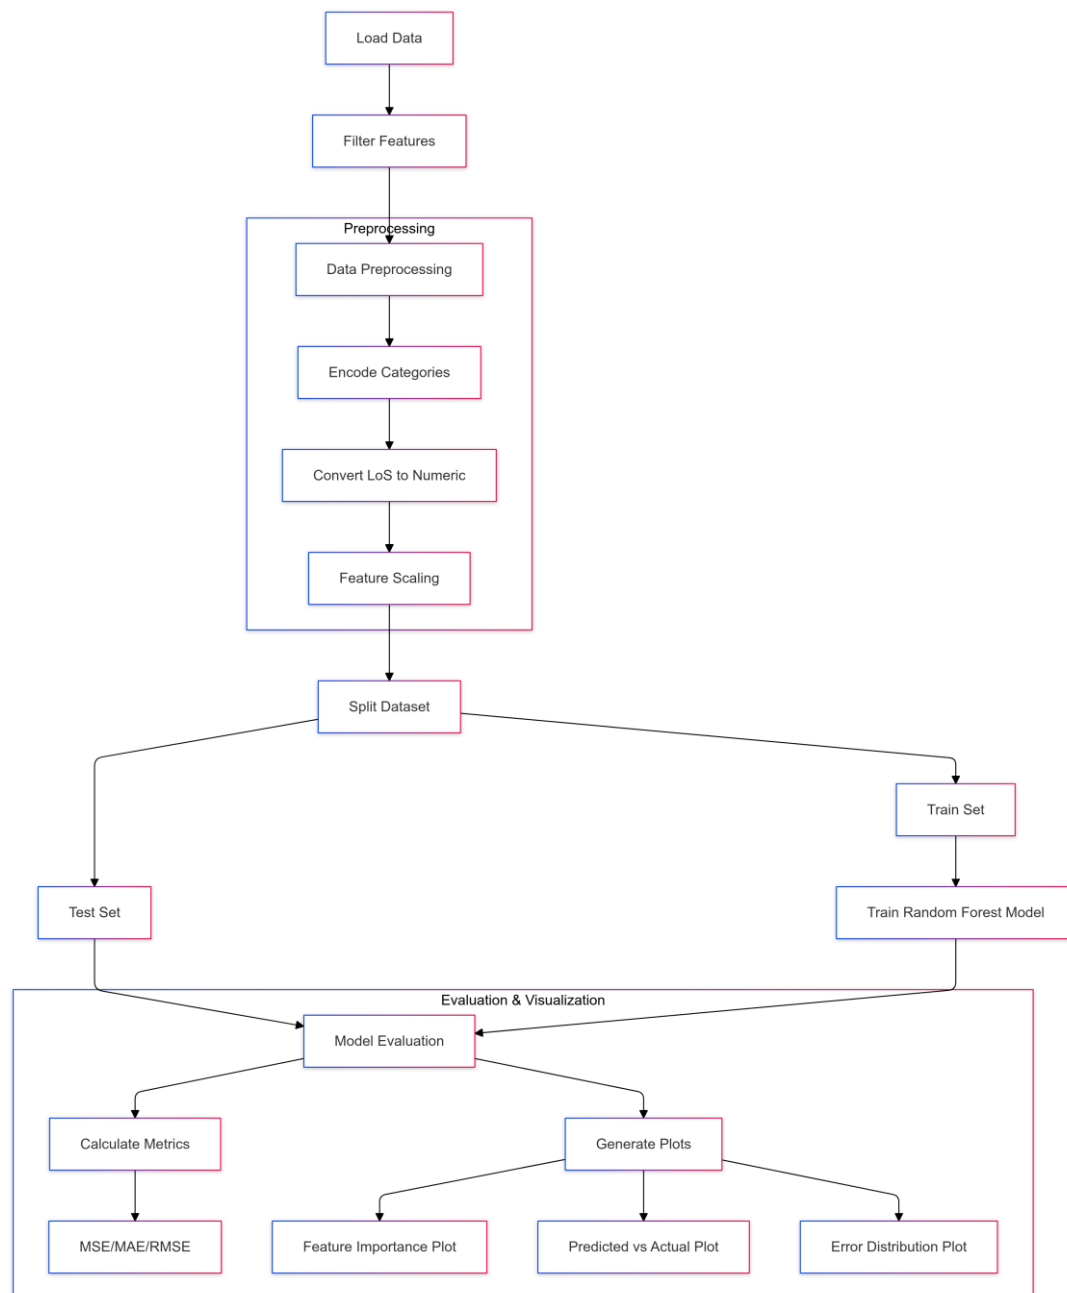 Load Data
Filter Features
Preprocessing
Data Preprocessing
Encode Categories
Convert LoS to Numeric
Feature Scaling
Split Dataset
Train Set
Test Set
Train Random Forest Model
Evaluation & Visualization
Model Evaluation
Calculate Metrics
Generate Plots
MSE/MAE/RMSE
Feature Importance Plot
Predicted vs Actual Plot
Error Distribution Plot